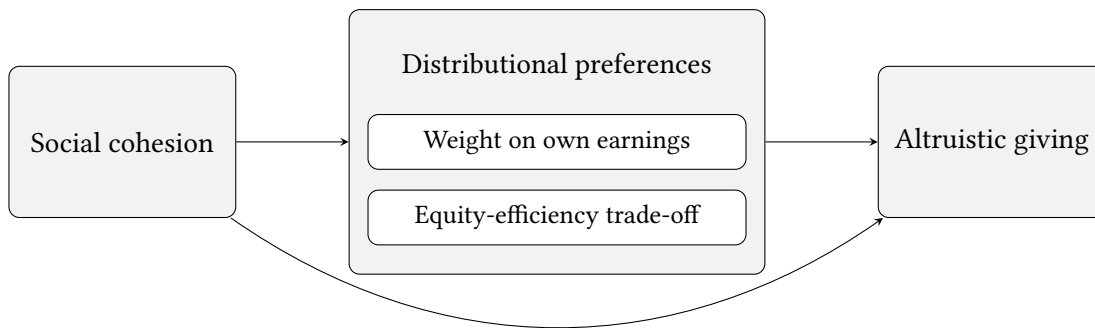 Distributional preferences
Social cohesion
Weight on own earnings
Altruistic giving
Equity-efficiency trade-off